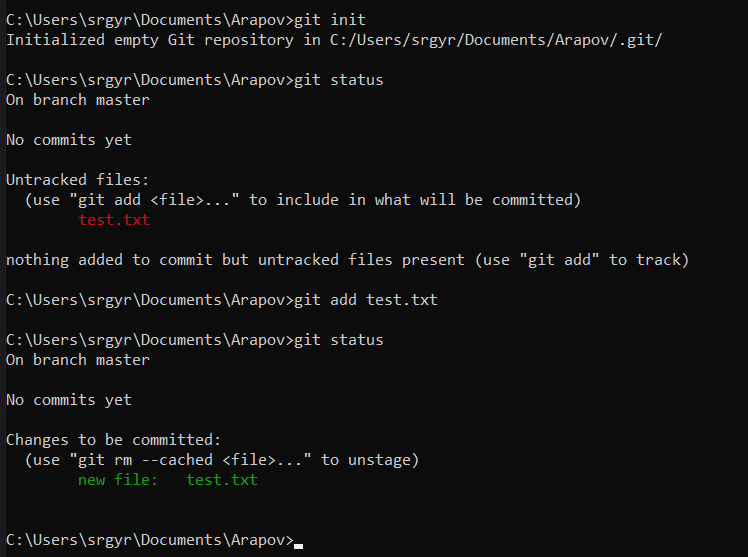 C:\Users\srgyr\Documents\Arapov>git init
Initialized empty Git repository in C:/Users/srgyr/Documents/Arapov/.git/
C:\Users\srgyr\Documents\Arapov>git status
On branch master
No commits yet
Untracked files:
  (use "git add <file>..." to include in what will be committed)
        test.txt
nothing added to commit but untracked files present (use "git add" to track)
C:\Users\srgyr\Documents\Arapov>git add test.txt
C:\Users\srgyr\Documents\Arapov>git status
On branch master
No commits yet
Changes to be committed:
  (use "git rm --cached <file>..." to unstage)
        new file:   test.txt
C:\Users\srgyr\Documents\Arapov>